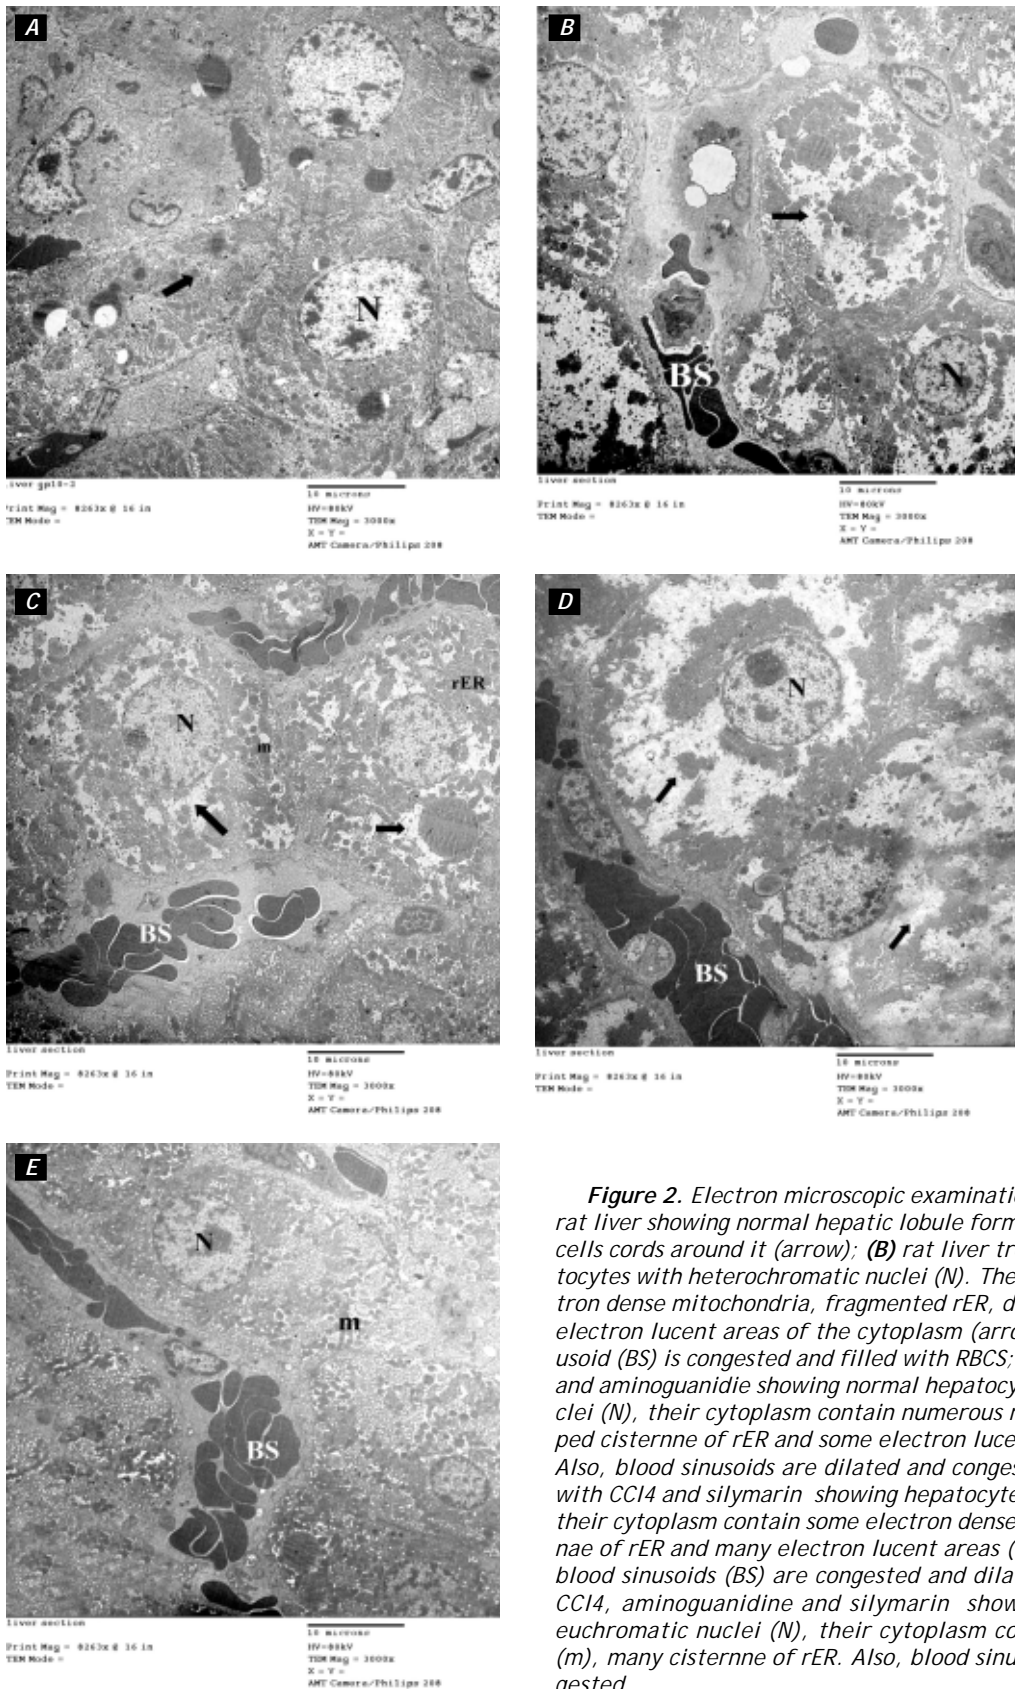 A
N
liver gp10-2
Print Mag = 8263x @ 16 in
TEM Mode =
10 microns
HV=80kV
TEM Mag = 3000x
X = Y =
AMT Camera/Philips 208
B
BS
N
liver section
Print Mag = 8263x @ 16 in
TEM Mode =
10 microns
HV=80kV
TEM Mag = 3000x
X = Y =
AMT Camera/Philips 208
C
rER
N
m
BS
liver section
Print Mag = 8263x @ 16 in
TEM Mode =
10 microns
HV=80kV
TEM Mag = 3000x
X = Y =
AMT Camera/Philips 208
D
N
BS
liver section
Print Mag = 8263x @ 16 in
TEM Mode =
10 microns
HV=80kV
TEM Mag = 3000x
X = Y =
AMT Camera/Philips 208
E
N
m
BS
liver section
Print Mag = 8263x @ 16 in
TEM Mode =
10 microns
HV=80kV
TEM Mag = 3000x
X = Y =
AMT Camera/Philips 208
Figure 2. Electron microscopic examinati
rat liver showing normal hepatic lobule form
cells cords around it (arrow); (B) rat liver tr
tocytes with heterochromatic nuclei (N). The
tron dense mitochondria, fragmented rER, d
electron lucent areas of the cytoplasm (arro
usoid (BS) is congested and filled with RBCS;
and aminoguanidie showing normal hepatocy
clei (N), their cytoplasm contain numerous
ped cisternne of rER and some electron luce
Also, blood sinusoids are dilated and conges
with CCl4 and silymarin showing hepatocyte
their cytoplasm contain some electron dense
nae of rER and many electron lucent areas (
blood sinusoids (BS) are congested and dila
CCl4, aminoguanidine and silymarin show
euchromatic nuclei (N), their cytoplasm co
(m), many cisternne of rER. Also, blood sinu
gested